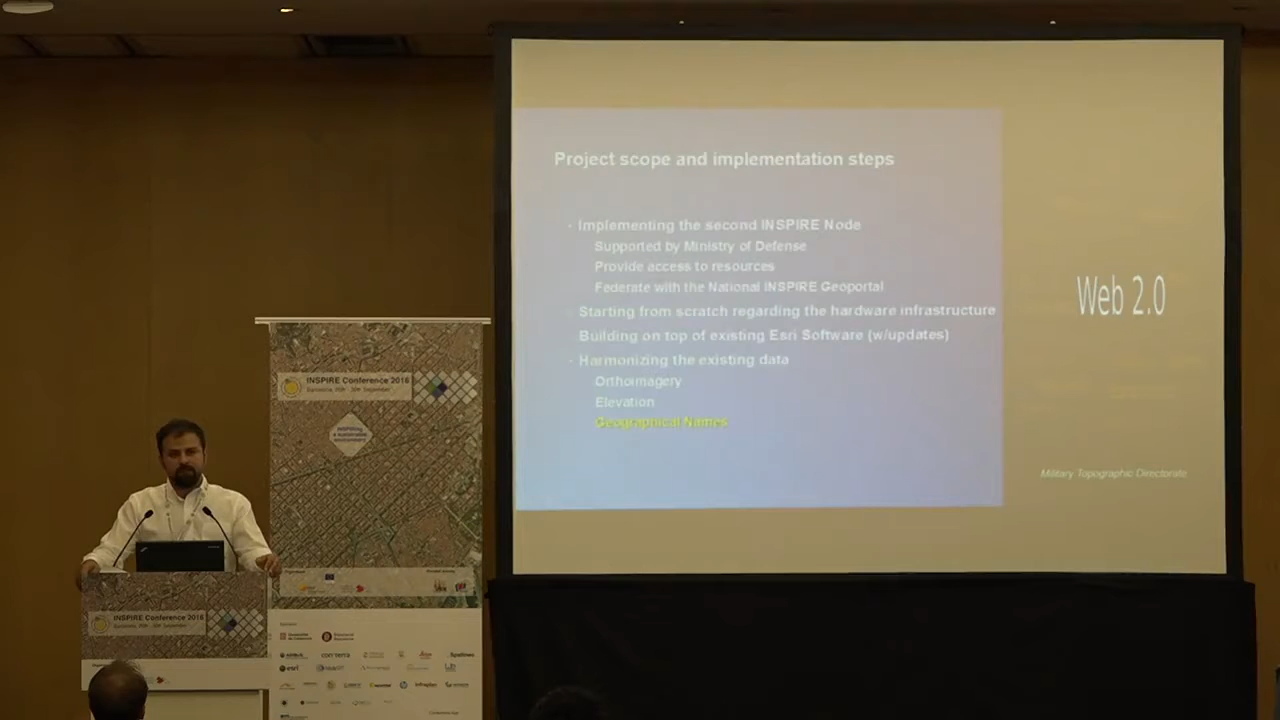 Project scope and implementation steps
· Implementing the second INSPIRE Node
Supported by Ministry of Defense
Provide access to resources
Federate with the National INSPIRE Geoportal
Starting from scratch regarding the hardware infrastructure
Building on top of existing Esri Software (w/updates)
· Harmonizing the existing data
Orthoimagery
Elevation
Geographical Names
Web 2.0
Military Topographic Directorate
INSPIRE Conference 2016
INSPIRE Conference 2016
esri